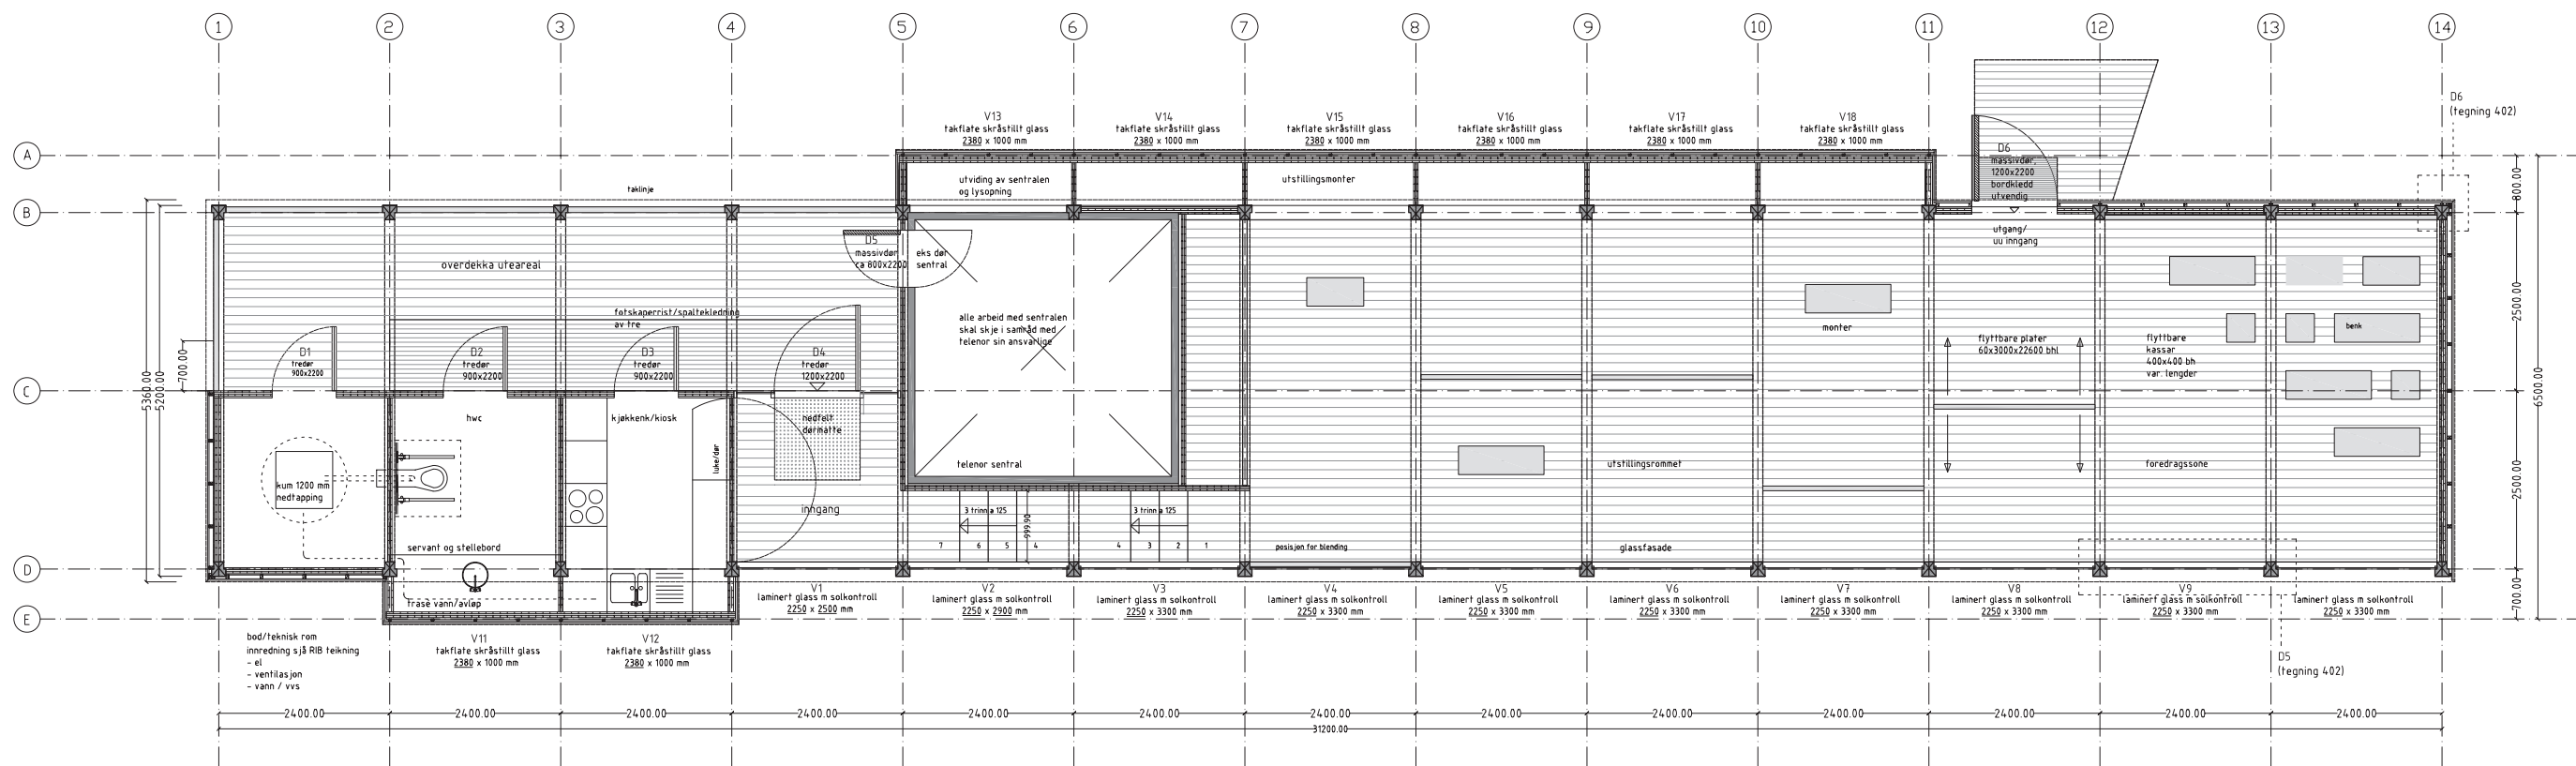 1 2 3 4 5 6 7 8 9 10 11 12 13 14
D6
(tegning 402)
V13
takflate skråstillt glass
2380 x 1000 mm
V14
takflate skråstillt glass
2380 x 1000 mm
V15
takflate skråstillt glass
2380 x 1000 mm
V16
takflate skråstillt glass
2380 x 1000 mm
V17
takflate skråstillt glass
2380 x 1000 mm
V18
takflate skråstillt glass
2380 x 1000 mm
A
D6
massivdør,
1200x2200
bordkledd
utvendig
taklinje
utviding av sentralen
og lysopning
utstillingsmonter
800.00
B
utgang/
uu inngang
overdekka uteareal
D5
massivdør
ca 800x2200
eks dør
sentral
fotskaperrist/spaltekledning
av tre
alle arbeid med sentralen
skal skje i samråd med
telenor sin ansvarlige
monter
flyttbare plater
60x3000x22600 bhl
flyttbare
kassar
400x400 bh
var. lengder
benk
2500.00
D1
tredør
900x2200
D2
tredør
900x2200
D3
tredør
900x2200
D4
tredør
1200x2200
700.00
5360.00
5200.00
6500.00
C
hwc
kjøkkenk/kiosk
luke/dør
nedfelt
dørmatte
telenor sentral
utstillingsrommet
foredragssone
kum 1200 mm
nedtapping
2500.00
inngang
3 trinn a 125
999.90
3 trinn a 125
7 6 5 4 4 3 2 1
posisjon for blending
glassfasade
servant og stellebord
D
trase vann/avløp
V1
laminert glass m solkontroll
2250 x 2500 mm
V2
laminert glass m solkontroll
2250 x 2900 mm
V3
laminert glass m solkontroll
2250 x 3300 mm
V4
laminert glass m solkontroll
2250 x 3300 mm
V5
laminert glass m solkontroll
2250 x 3300 mm
V6
laminert glass m solkontroll
2250 x 3300 mm
V7
laminert glass m solkontroll
2250 x 3300 mm
V8
laminert glass m solkontroll
2250 x 3300 mm
V9
laminert glass m solkontroll
2250 x 3300 mm
laminert glass m solkontroll
2250 x 3300 mm
700.00
E
bod/teknisk rom
innredning sjå RIB teikning
- el
- ventilasjon
- vann / vvs
V11
takflate skråstillt glass
2380 x 1000 mm
V12
takflate skråstillt glass
2380 x 1000 mm
D5
(tegning 402)
2400.00 2400.00 2400.00 2400.00 2400.00 2400.00 2400.00 2400.00 2400.00 2400.00 2400.00 2400.00 2400.00
31200.00